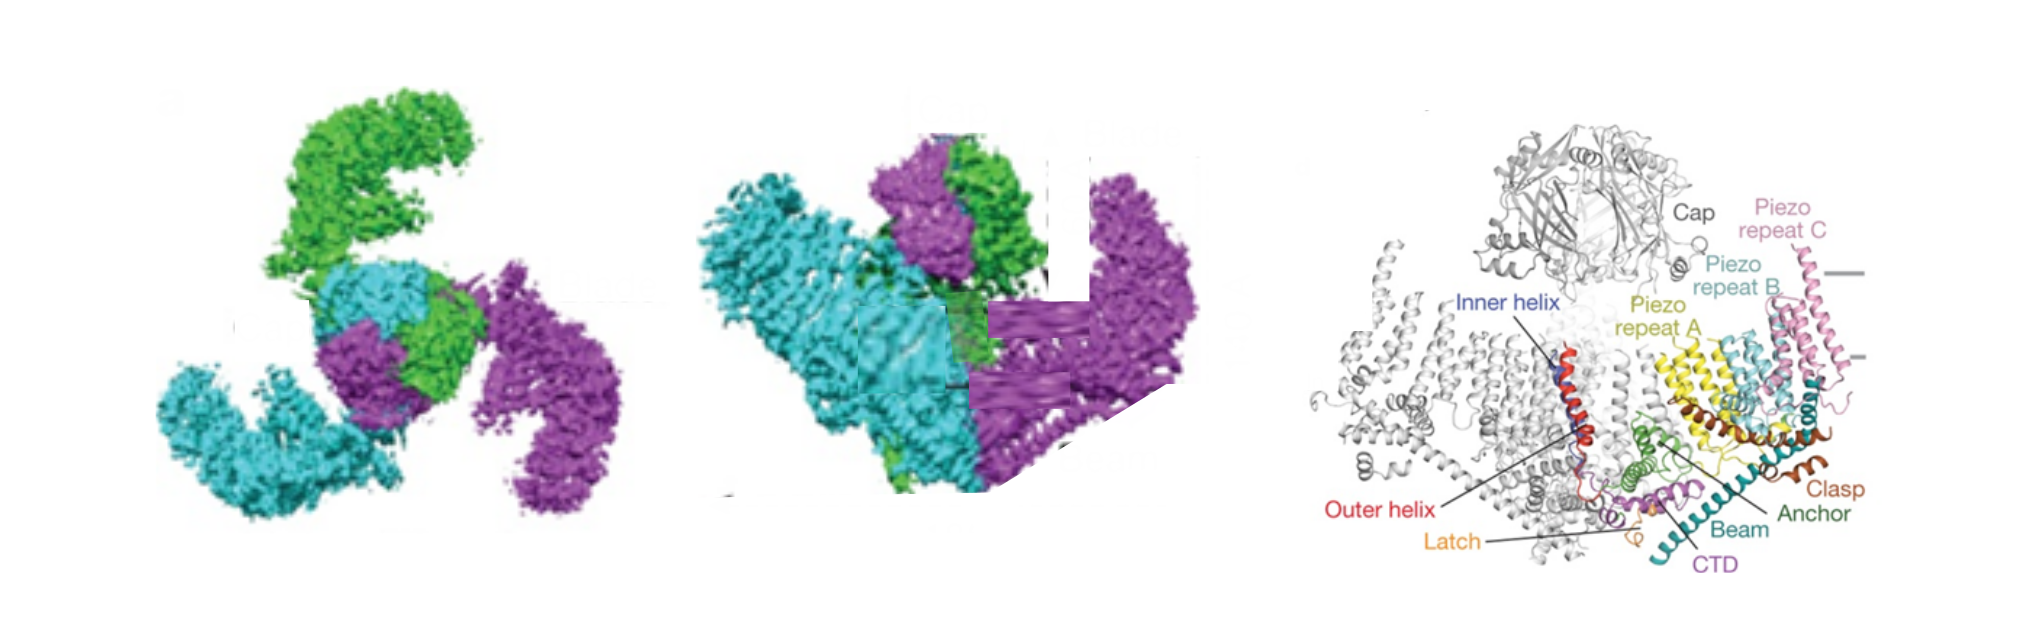 Cap
Piezo
repeat C
Piezo
repeat B
Inner helix
Piezo
repeat A
Outer helix
Latch
Clasp
Anchor
Beam
CTD